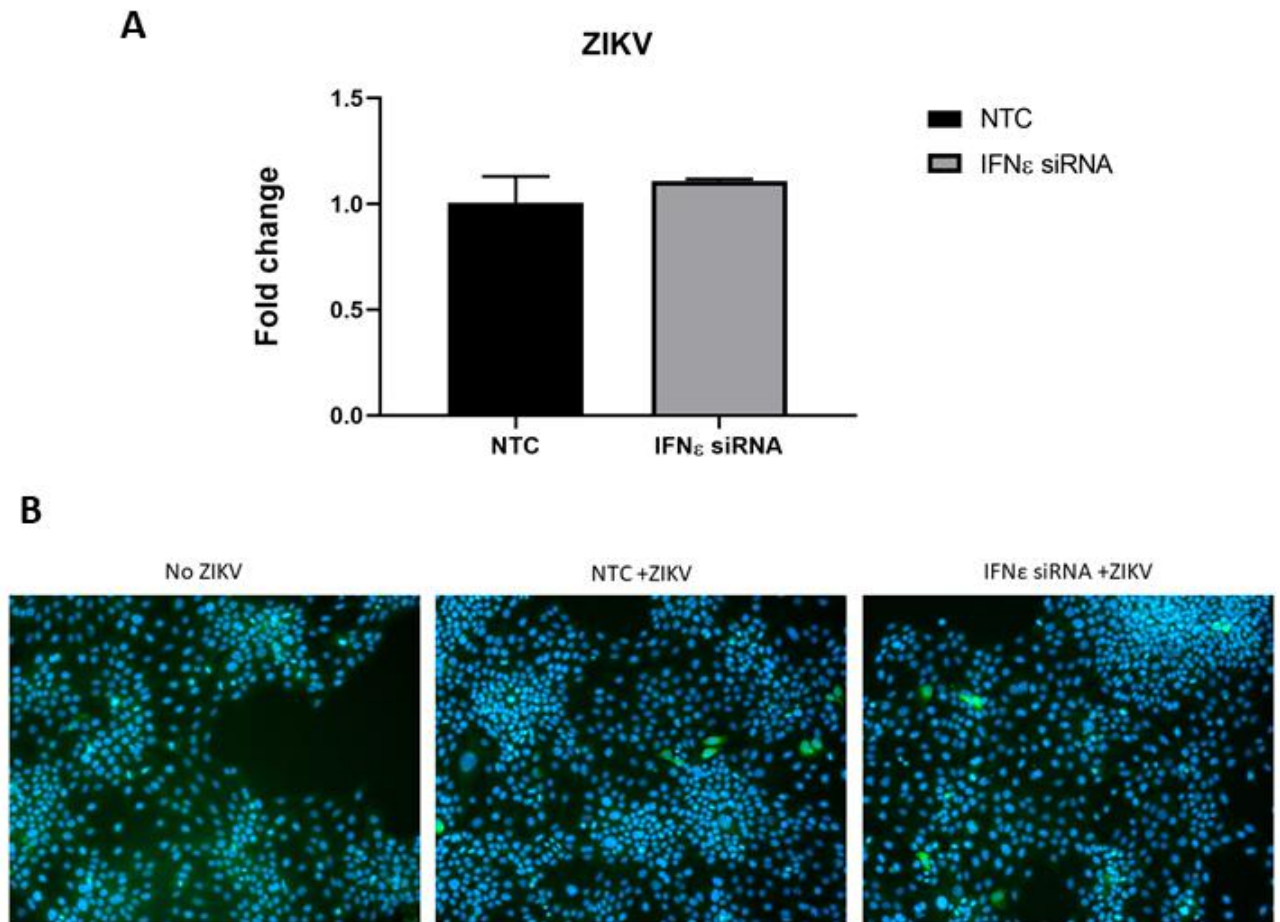 A
ZIKV
1.5
1.0
0.5
0.0
Fold change
NTC
IFNε siRNA
NTC
IFNε siRNA
B
No ZIKV
NTC +ZIKV
IFNε siRNA +ZIKV